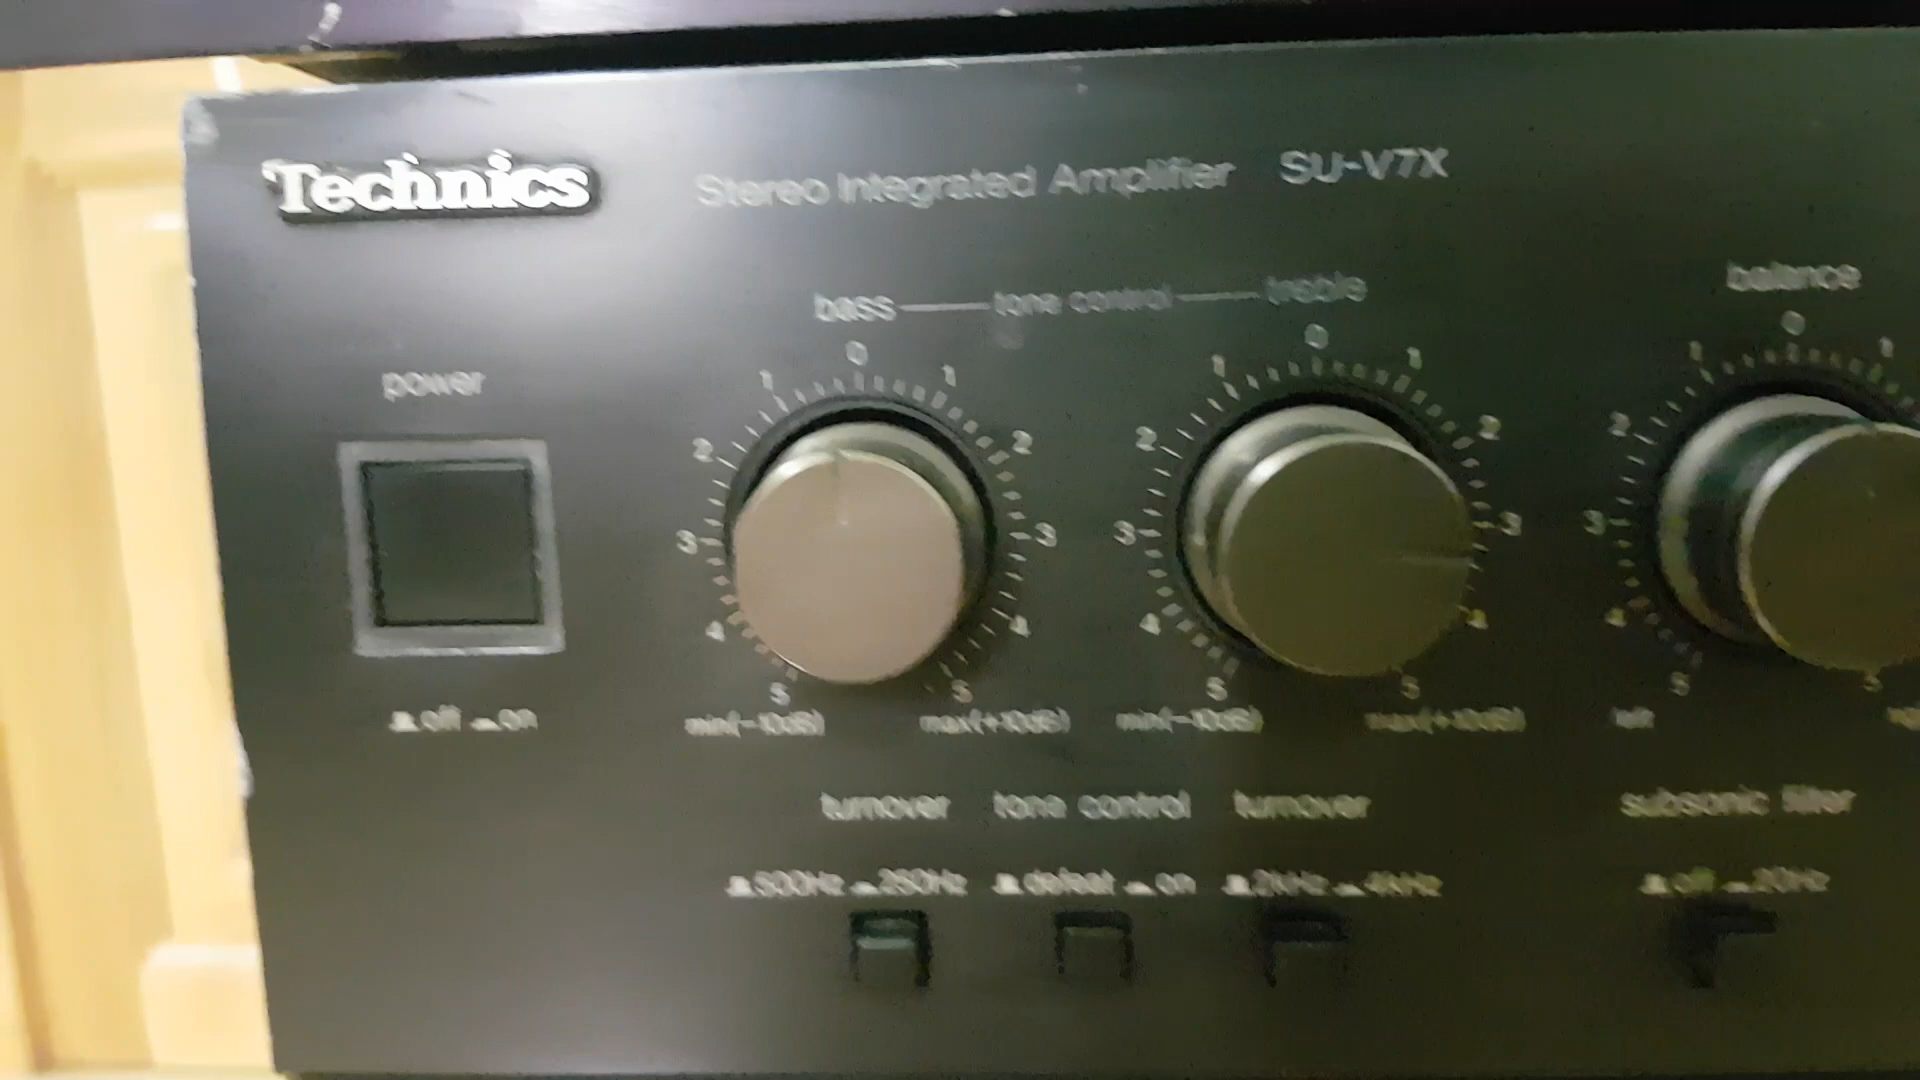 Technics Stereo Integrated Amplifier SU-V7X
bass tone control treble
balance
power
0 0 0
1 1 1 1 1 1
2 2 2 2 2
3 3 3 3 3
4 4 4 4 4
5 5 5 5 5 5
off on
min(-10dB) max(+10dB) min(-10dB) max(+10dB) left
turnover tone control turnover subsonic filter
500Hz 250Hz defeat on 2kHz 4kHz off 20Hz